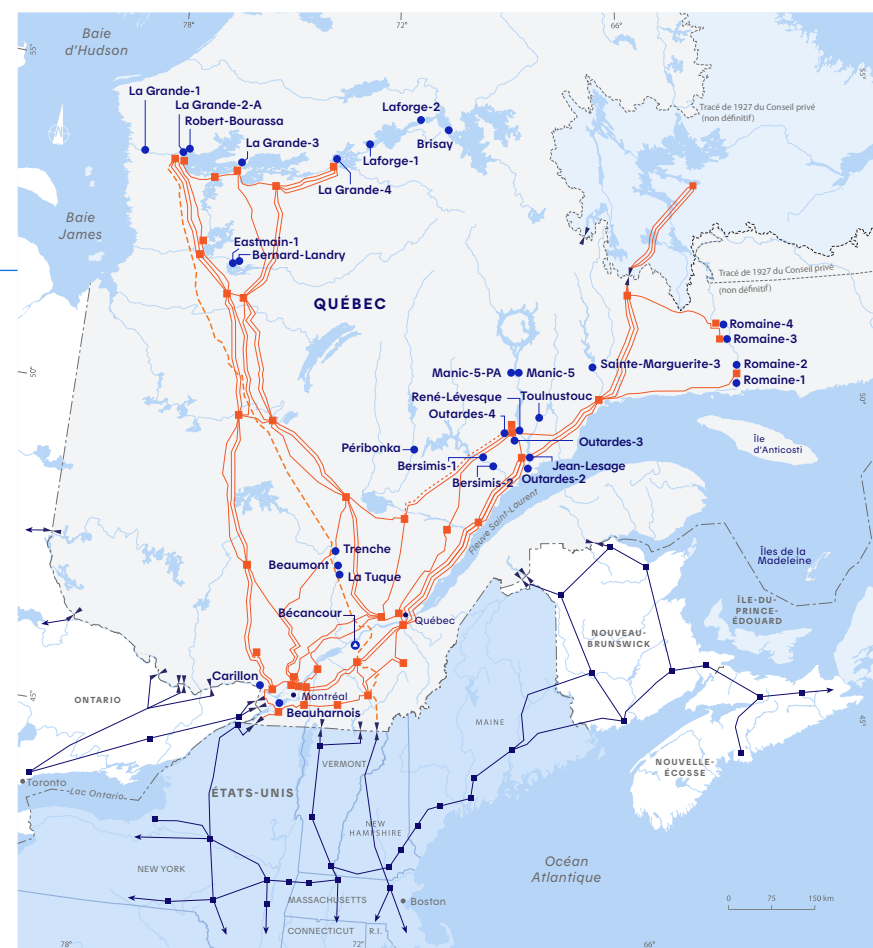 78°
72°
66°
Baie
d'Hudson
55°
55°
La Grande-1
La Grande-2-A
Robert-Bourassa
La Grande-3
Laforge-2
Brisay
Laforge-1
La Grande-4
Tracé de 1927 du Conseil privé
(non définitif)
Baie
James
Eastmain-1
Bernard-Landry
QUÉBEC
Tracé de 1927 du Conseil privé
(non définitif)
Romaine-4
Romaine-3
Romaine-2
Romaine-1
50°
50°
Manic-5-PA
Manic-5
Sainte-Marguerite-3
René-Lévesque
Toulnustouc
Outardes-4
Outardes-3
Péribonka
Bersimis-1
Jean-Lesage
Bersimis-2
Outardes-2
Île
d'Anticosti
Fleuve Saint-Laurent
Trenche
Beaumont
La Tuque
Îles de la
Madeleine
Bécancour
Québec
ÎLE-DU-
PRINCE-
ÉDOUARD
NOUVEAU-
BRUNSWICK
Carillon
45°
45°
ONTARIO
Montréal
Beauharnois
MAINE
VERMONT
NOUVELLE-
ÉCOSSE
Toronto
Lac Ontario
ÉTATS-UNIS
NEW
HAMPSHIRE
NEW YORK
Océan
Atlantique
MASSACHUSETTS
Boston
CONNECTICUT
R.I.
0
75
150 km
78°
72°
66°